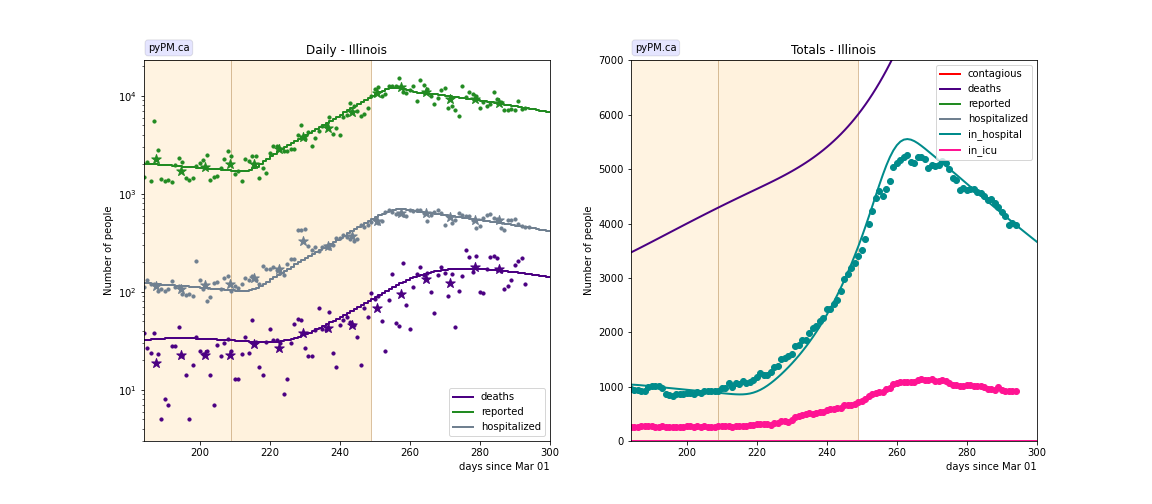 pyPM.ca
Daily - Illinois
Number of people
10⁴
10³
10²
10¹
200
220
240
260
280
300
days since Mar 01
deaths
reported
hospitalized
pyPM.ca
Totals - Illinois
Number of people
7000
6000
5000
4000
3000
2000
1000
0
200
220
240
260
280
300
days since Mar 01
contagious
deaths
reported
hospitalized
in_hospital
in_icu